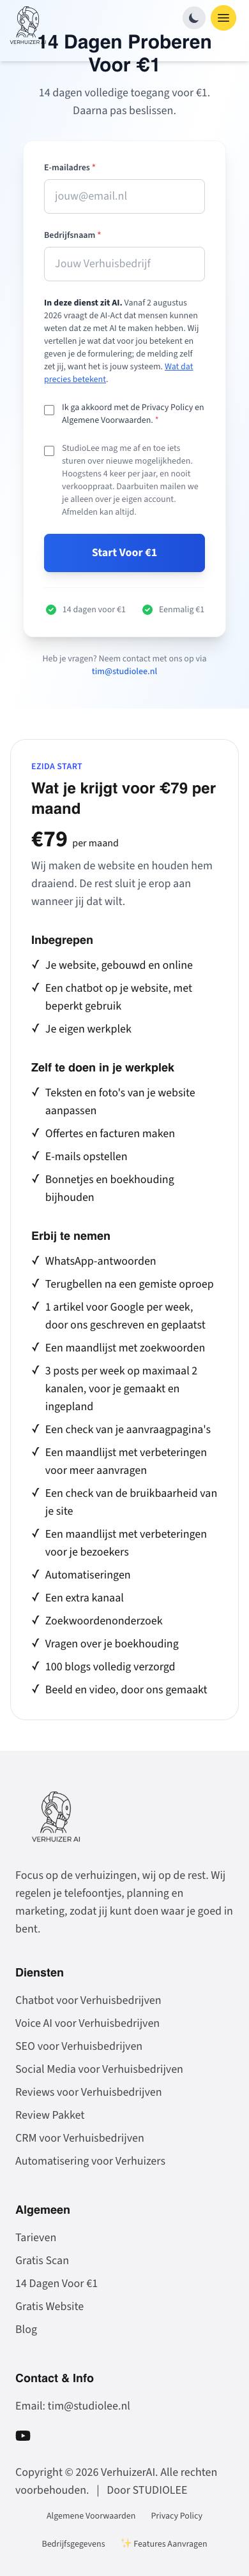 VERHUIZER
14 Dagen Proberen
Voor €1
14 dagen volledige toegang voor €1.
Daarna pas beslissen.
E-mailadres *
jouw@email.nl
Bedrijfsnaam *
Jouw Verhuisbedrijf
In deze dienst zit AI. Vanaf 2 augustus
2026 vraagt de AI-Act dat mensen kunnen
weten dat ze met AI te maken hebben. Wij
vertellen je wat dat voor jou betekent en
geven je de formulering; de melding zelf
zet jij, want het is jouw systeem. Wat dat
precies betekent.
Ik ga akkoord met de Privacy Policy en
Algemene Voorwaarden. *
StudioLee mag me af en toe iets
sturen over nieuwe mogelijkheden.
Hoogstens 4 keer per jaar, en nooit
verkooppraat. Daarbuiten mailen we
je alleen over je eigen account.
Afmelden kan altijd.
Start Voor €1
14 dagen voor €1
Eenmalig €1
Heb je vragen? Neem contact met ons op via
tim@studiolee.nl
EZIDA START
Wat je krijgt voor €79 per
maand
€79 per maand
Wij maken de website en houden hem
draaiend. De rest sluit je erop aan
wanneer jij dat wilt.
Inbegrepen
✓ Je website, gebouwd en online
✓ Een chatbot op je website, met
beperkt gebruik
✓ Je eigen werkplek
Zelf te doen in je werkplek
✓ Teksten en foto's van je website
aanpassen
✓ Offertes en facturen maken
✓ E-mails opstellen
✓ Bonnetjes en boekhouding
bijhouden
Erbij te nemen
✓ WhatsApp-antwoorden
✓ Terugbellen na een gemiste oproep
✓ 1 artikel voor Google per week,
door ons geschreven en geplaatst
✓ Een maandlijst met zoekwoorden
✓ 3 posts per week op maximaal 2
kanalen, voor je gemaakt en
ingepland
✓ Een check van je aanvraagpagina's
✓ Een maandlijst met verbeteringen
voor meer aanvragen
✓ Een check van de bruikbaarheid van
je site
✓ Een maandlijst met verbeteringen
voor je bezoekers
✓ Automatiseringen
✓ Een extra kanaal
✓ Zoekwoordenonderzoek
✓ Vragen over je boekhouding
✓ 100 blogs volledig verzorgd
✓ Beeld en video, door ons gemaakt
VERHUIZER AI
Focus op de verhuizingen, wij op de rest. Wij
regelen je telefoontjes, planning en
marketing, zodat jij kunt doen waar je goed in
bent.
Diensten
Chatbot voor Verhuisbedrijven
Voice AI voor Verhuisbedrijven
SEO voor Verhuisbedrijven
Social Media voor Verhuisbedrijven
Reviews voor Verhuisbedrijven
Review Pakket
CRM voor Verhuisbedrijven
Automatisering voor Verhuizers
Algemeen
Tarieven
Gratis Scan
14 Dagen Voor €1
Gratis Website
Blog
Contact & Info
Email: tim@studiolee.nl
Copyright © 2026 VerhuizerAI. Alle rechten
voorbehouden. | Door STUDIOLEE
Algemene Voorwaarden Privacy Policy
Bedrijfsgegevens ✨ Features Aanvragen